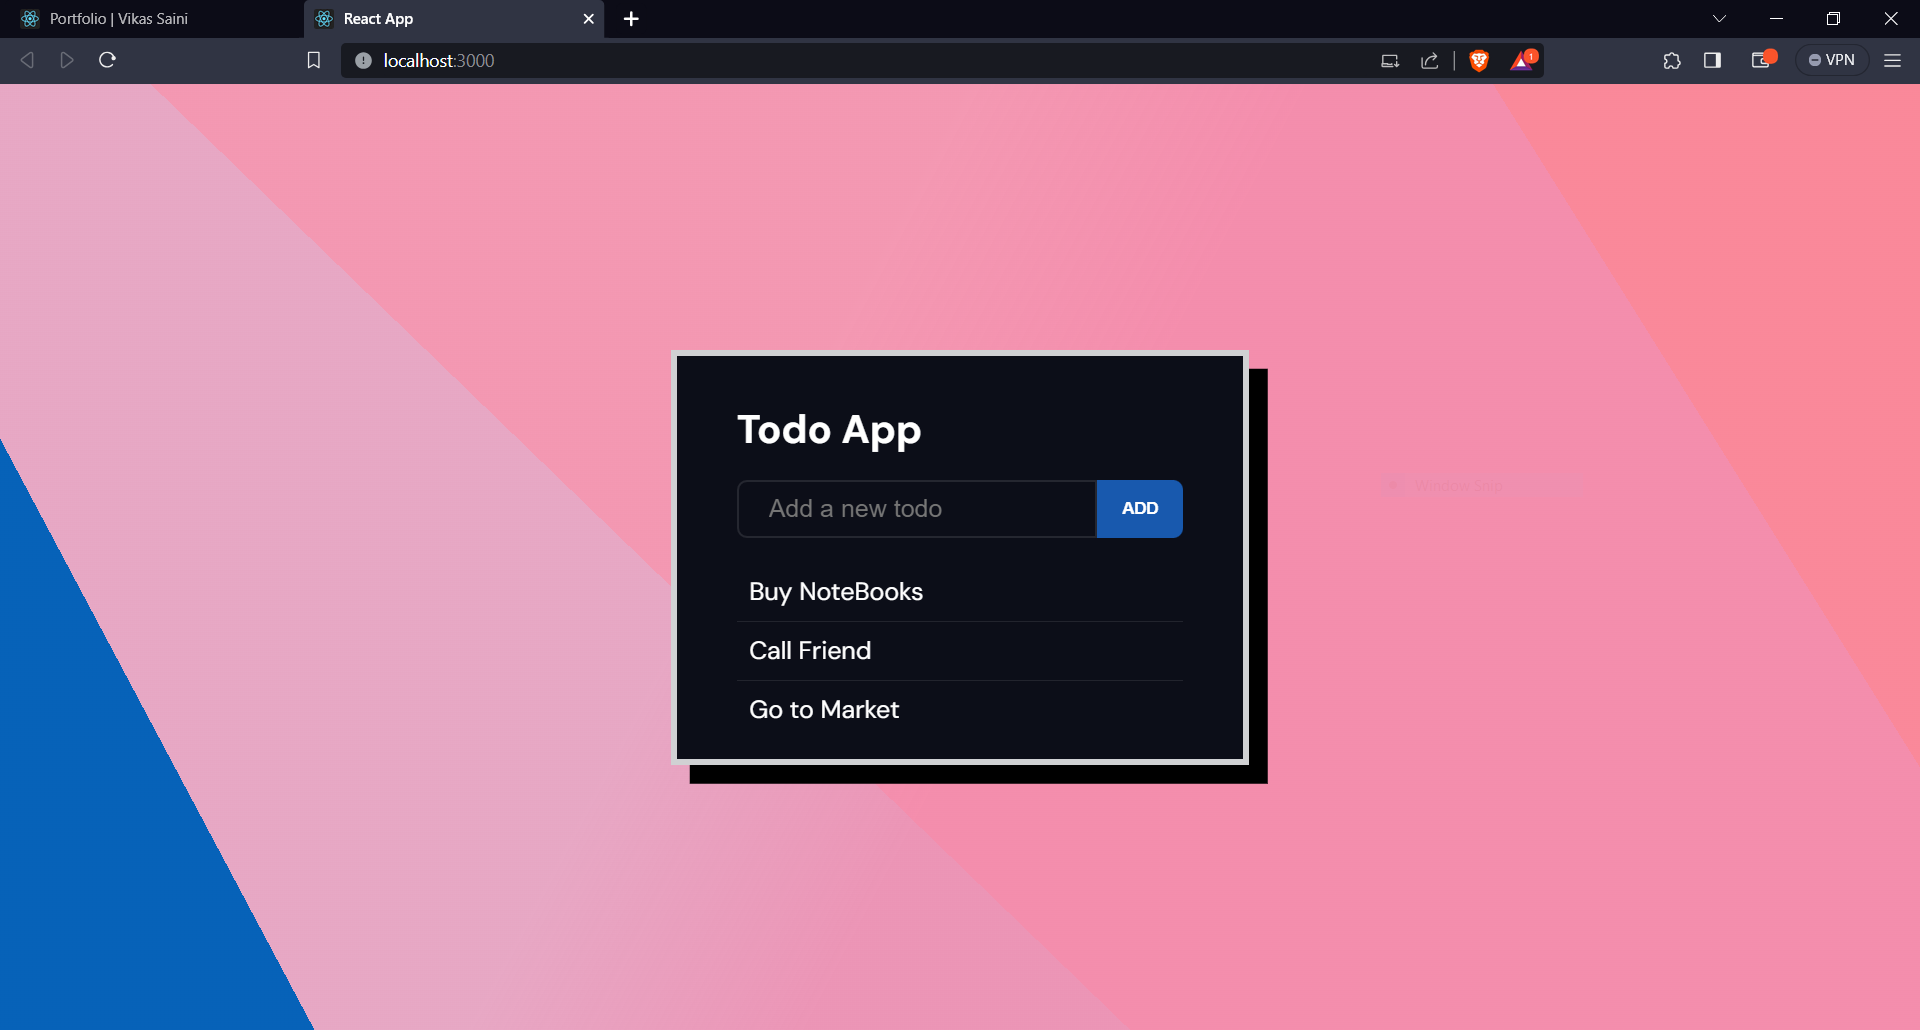 Portfolio | Vikas Saini
React App
localhost:3000
1
VPN
Todo App
Add a new todo
ADD
Buy NoteBooks
Call Friend
Go to Market